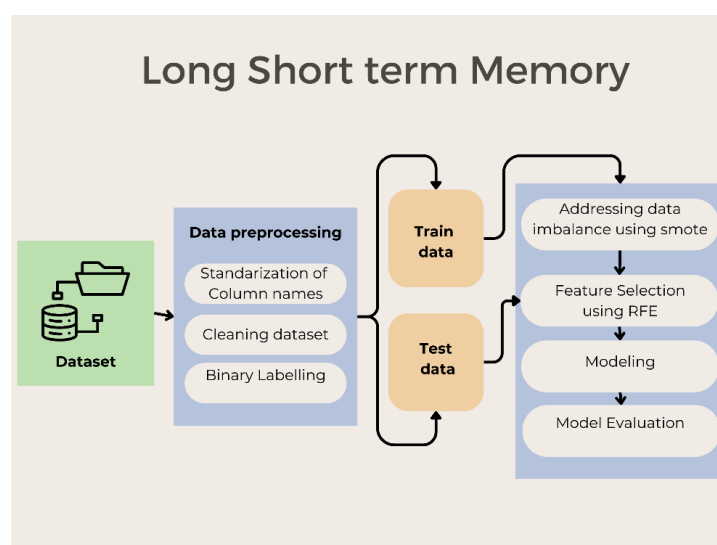 Long Short term Memory
Dataset
Data preprocessing
Standarization of
Column names
Cleaning dataset
Binary Labelling
Train
data
Test
data
Addressing data
imbalance using smote
Feature Selection
using RFE
Modeling
Model Evaluation